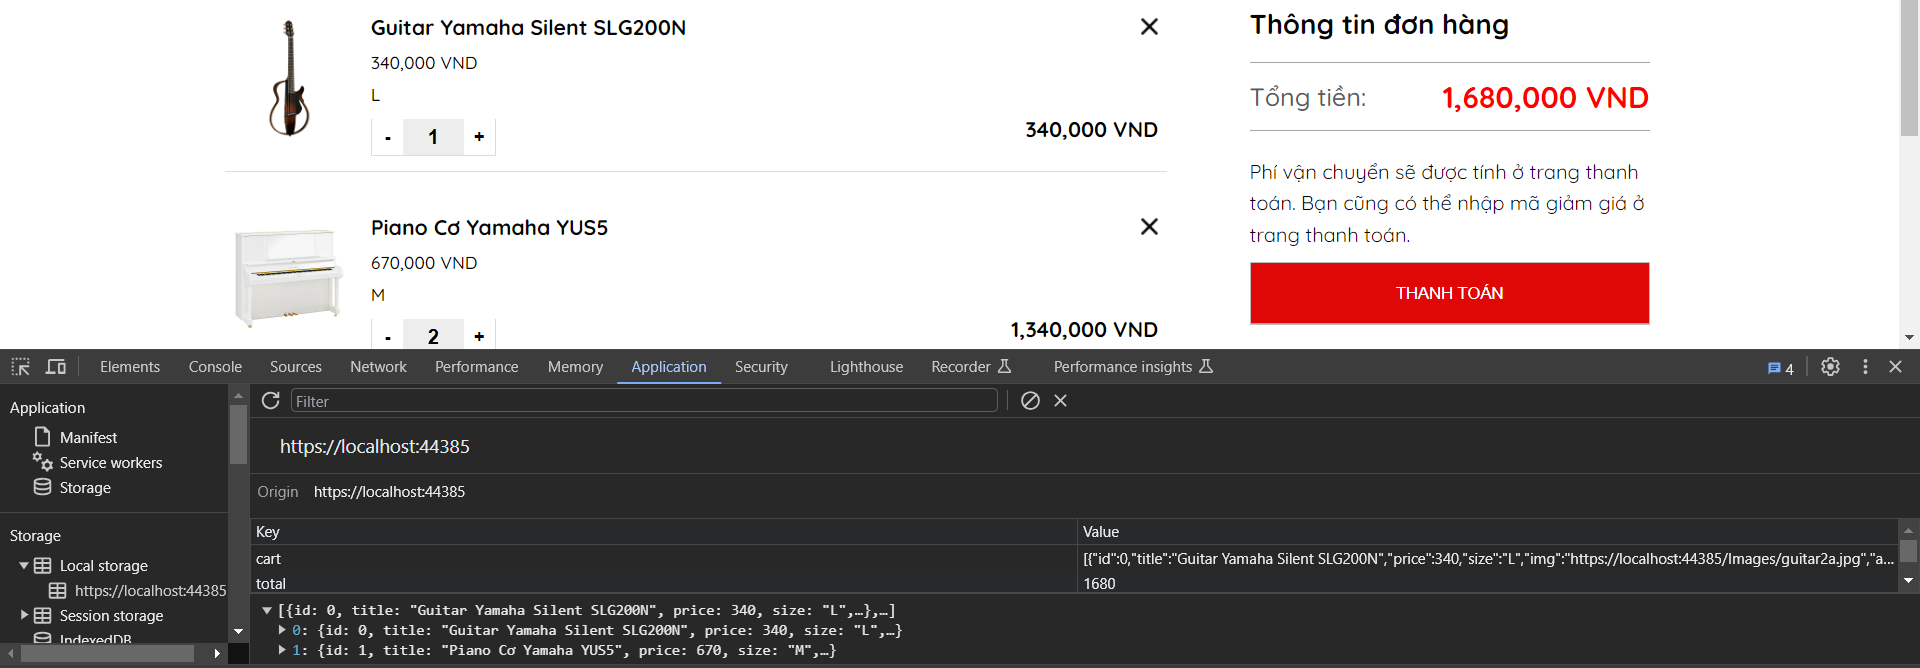 Guitar Yamaha Silent SLG200N
340,000 VND
L
- 1 +
340,000 VND
Piano Cơ Yamaha YUS5
670,000 VND
M
- 2 +
1,340,000 VND
Thông tin đơn hàng
Tổng tiền: 1,680,000 VND
Phí vận chuyển sẽ được tính ở trang thanh
toán. Bạn cũng có thể nhập mã giảm giá ở
trang thanh toán.
THANH TOÁN
Elements Console Sources Network Performance Memory Application Security Lighthouse Recorder Performance insights 4
Application
Manifest
Service workers
Storage
Storage
Local storage
https://localhost:44385
Session storage
IndexedDB
Filter
https://localhost:44385
Origin https://localhost:44385
Key Value
cart [{"id":0,"title":"Guitar Yamaha Silent SLG200N","price":340,"size":"L","img":"https://localhost:44385/Images/guitar2a.jpg","a...
total 1680
[{id: 0, title: "Guitar Yamaha Silent SLG200N", price: 340, size: "L",…},…]
0: {id: 0, title: "Guitar Yamaha Silent SLG200N", price: 340, size: "L",…}
1: {id: 1, title: "Piano Cơ Yamaha YUS5", price: 670, size: "M",…}